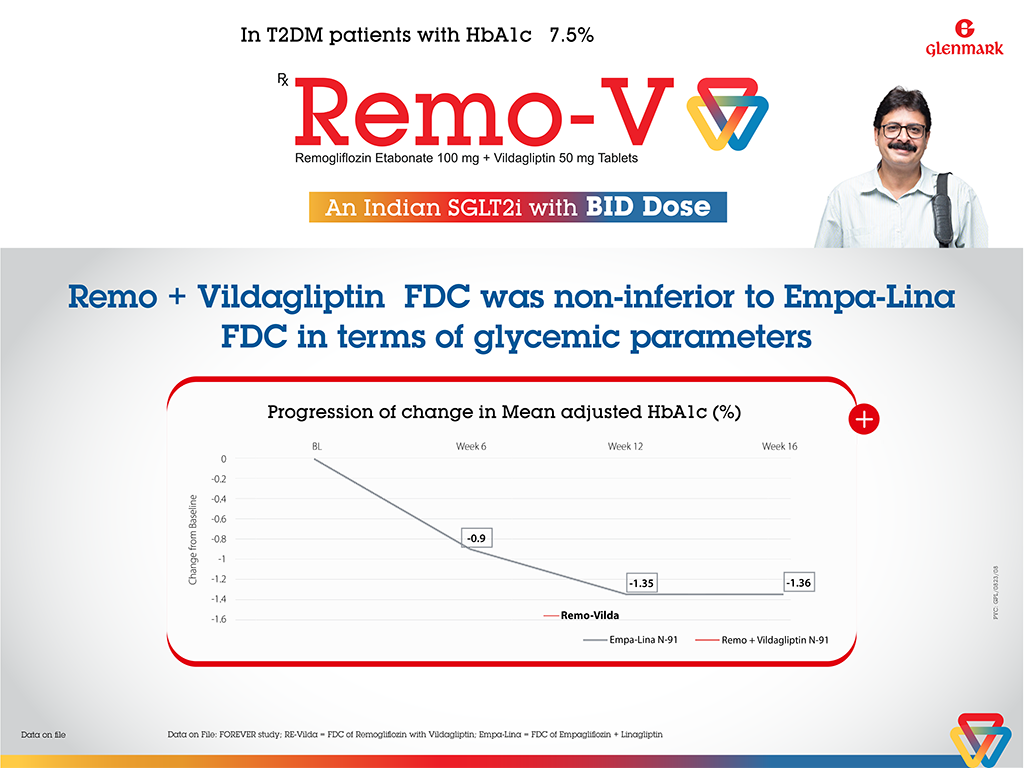 In T2DM patients with HbA1c 7.5%
GLENMARK
Rx Remo-V
Remogliflozin Etabonate 100 mg + Vildagliptin 50 mg Tablets
An Indian SGLT2i with BID Dose
Remo + Vildagliptin FDC was non-inferior to Empa-Lina
FDC in terms of glycemic parameters
Progression of change in Mean adjusted HbA1c (%)
BL Week 6 Week 12 Week 16
Change from Baseline
0
-0.2
-0.4
-0.6
-0.8
-1
-1.2
-1.4
-1.6
-0.9
-1.35
-1.36
Remo-Vilda
Empa-Lina N-91 Remo + Vildagliptin N-91
PYC: GPL/0823/08
Data on file
Data on File: FOREVER study; RE-Vilda = FDC of Remogliflozin with Vildagliptin; Empa-Lina = FDC of Empagliflozin + Linagliptin